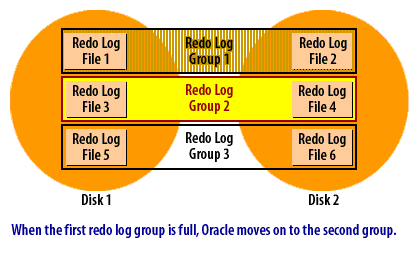 Redo Log
File 1
Redo Log
Group 1
Redo Log
File 2
Redo Log
File 3
Redo Log
Group 2
Redo Log
File 4
Redo Log
File 5
Redo Log
Group 3
Redo Log
File 6
Disk 1
Disk 2
When the first redo log group is full, Oracle moves on to the second group.